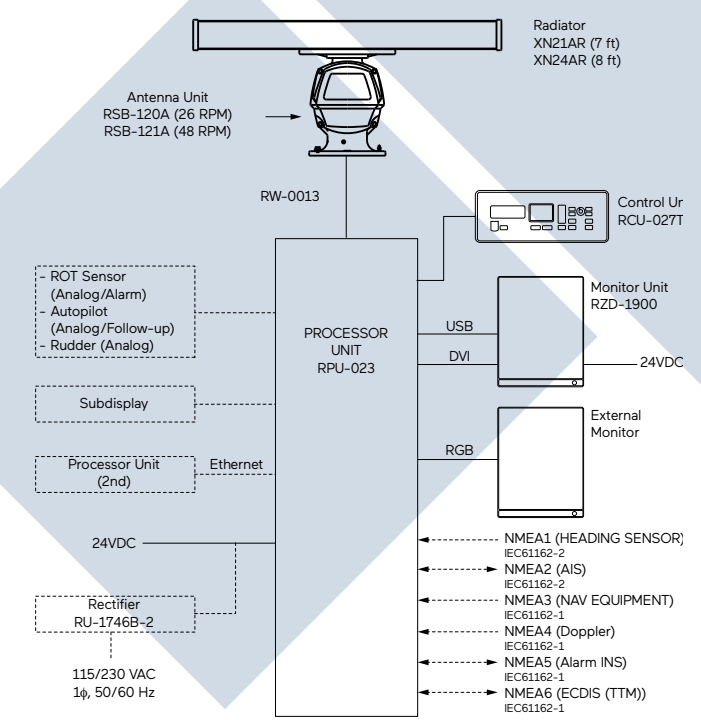 Radiator
XN21AR (7 ft)
XN24AR (8 ft)
Antenna Unit
RSB-120A (26 RPM)
RSB-121A (48 RPM)
RW-0013
Control Ur
RCU-027T
- ROT Sensor
(Analog/Alarm)
- Autopilot
(Analog/Follow-up)
- Rudder (Analog)
PROCESSOR
UNIT
RPU-023
USB
DVI
Monitor Unit
RZD-1900
24VDC
Subdisplay
External
Monitor
RGB
Processor Unit
(2nd)
Ethernet
24VDC
Rectifier
RU-1746B-2
115/230 VAC
1ϕ, 50/60 Hz
NMEA1 (HEADING SENSOR)
IEC61162-2
NMEA2 (AIS)
IEC61162-2
NMEA3 (NAV EQUIPMENT)
IEC61162-1
NMEA4 (Doppler)
IEC61162-1
NMEA5 (Alarm INS)
IEC61162-1
NMEA6 (ECDIS (TTM))
IEC61162-1